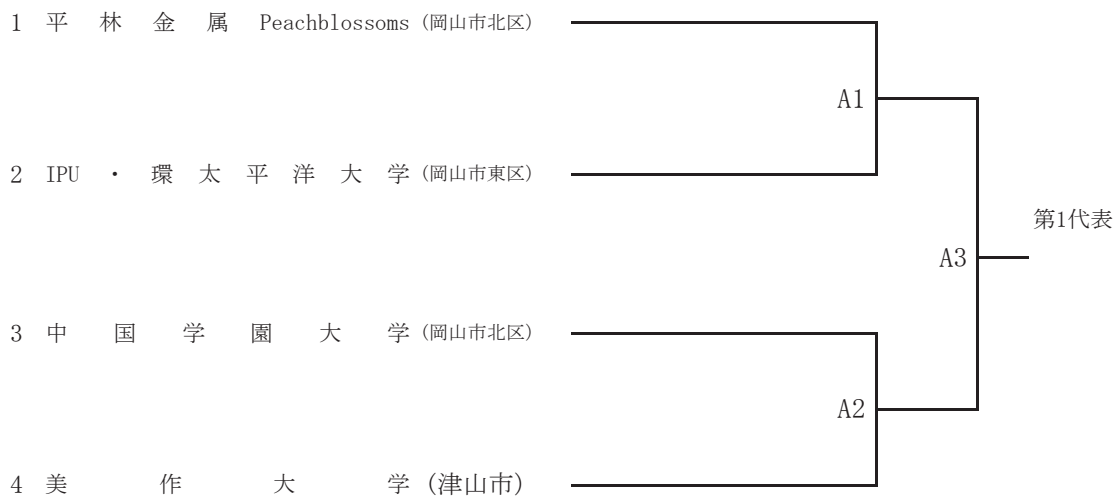 1 平林金属 Peachblossoms (岡山市北区)
A1
2 IPU・環太平洋大学 (岡山市東区)
第1代表
A3
3 中国学園大学 (岡山市北区)
A2
4 美作大学 (津山市)